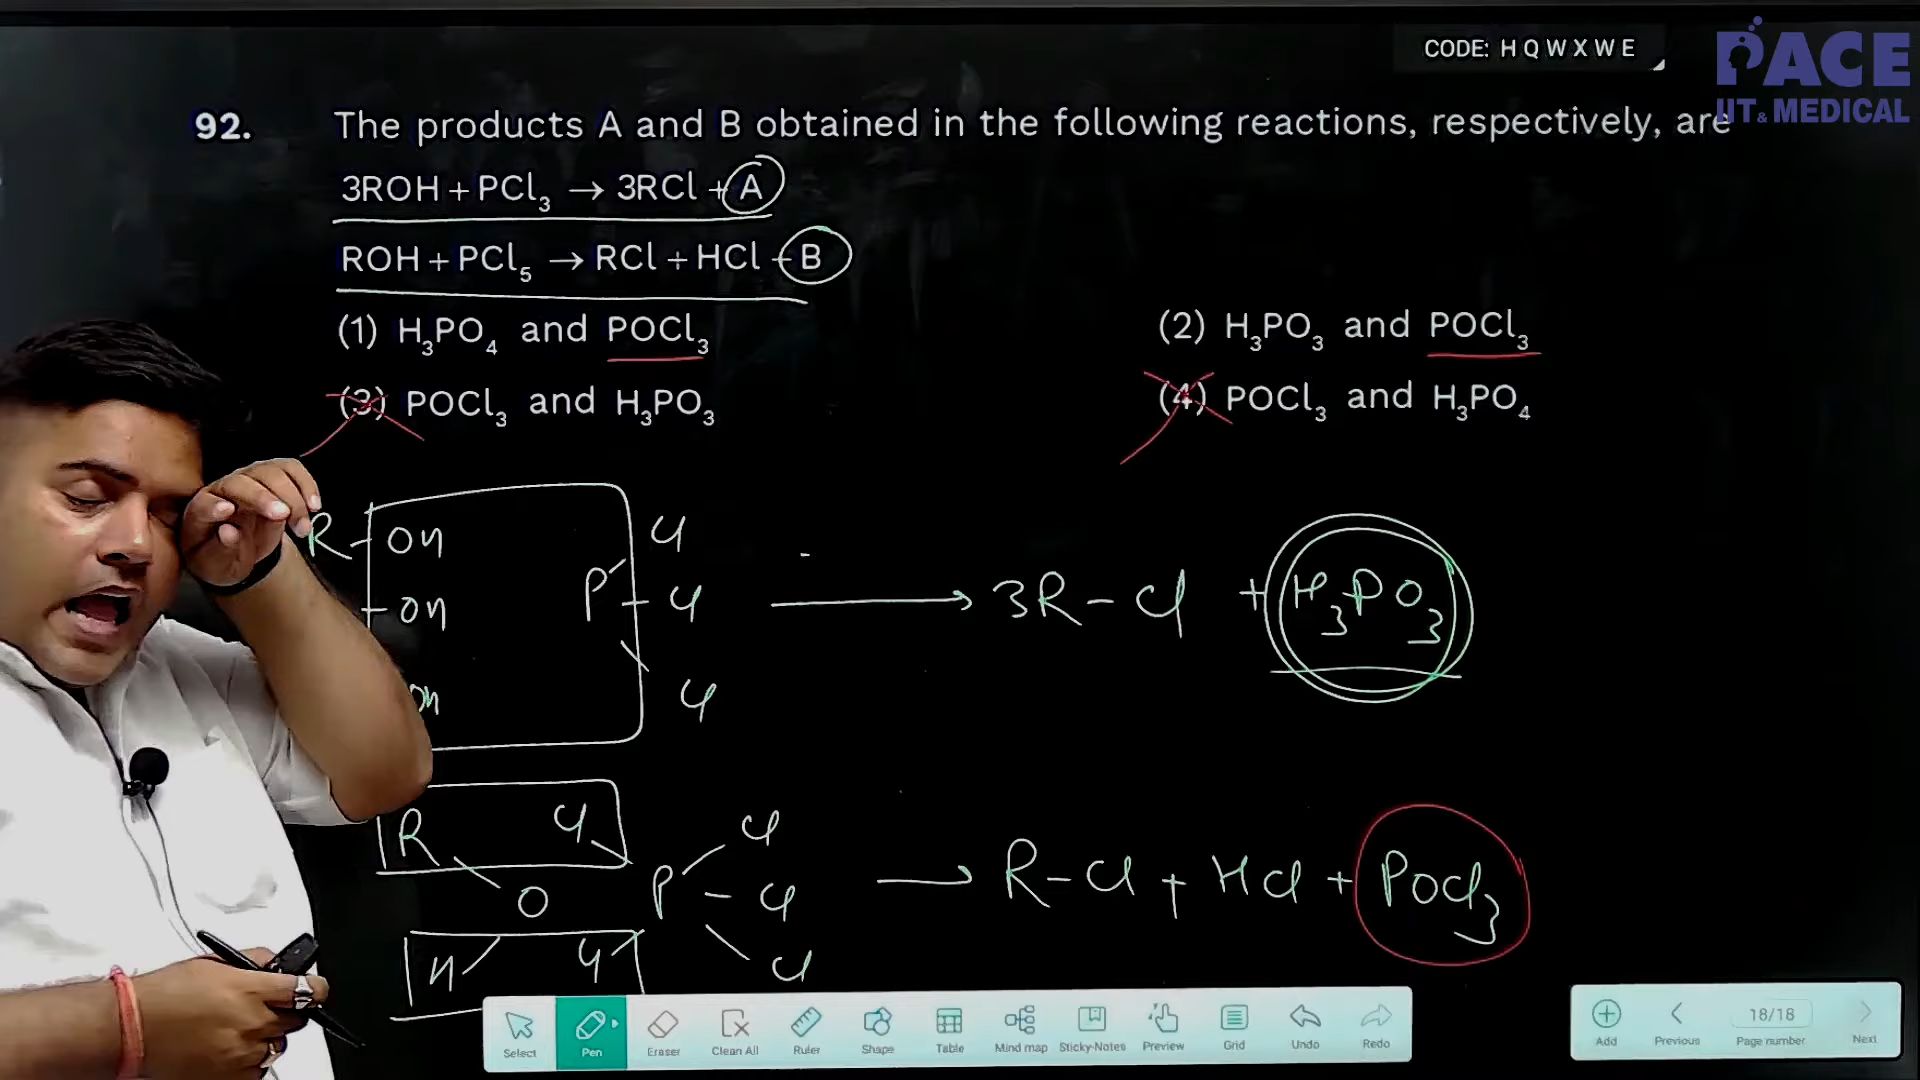 CODE: HQWXWE
PACE
IIT & MEDICAL
92. The products A and B obtained in the following reactions, respectively, are
3ROH + PCl₃ → 3RCl + A
ROH + PCl₅ → RCl + HCl + B
(1) H₃PO₄ and POCl₃
(2) H₃PO₃ and POCl₃
(3) POCl₃ and H₃PO₃
(4) POCl₃ and H₃PO₄
R - OH Cl
- OH P - Cl → 3R - Cl + H₃PO₃
OH Cl
R Cl Cl
O P - Cl → R - Cl + HCl + POCl₃
H Cl Cl
Select Pen Eraser Clean All Ruler Shape Table Mind map Sticky-Notes Preview Grid Undo Redo
18/18
Add Previous Page number Next